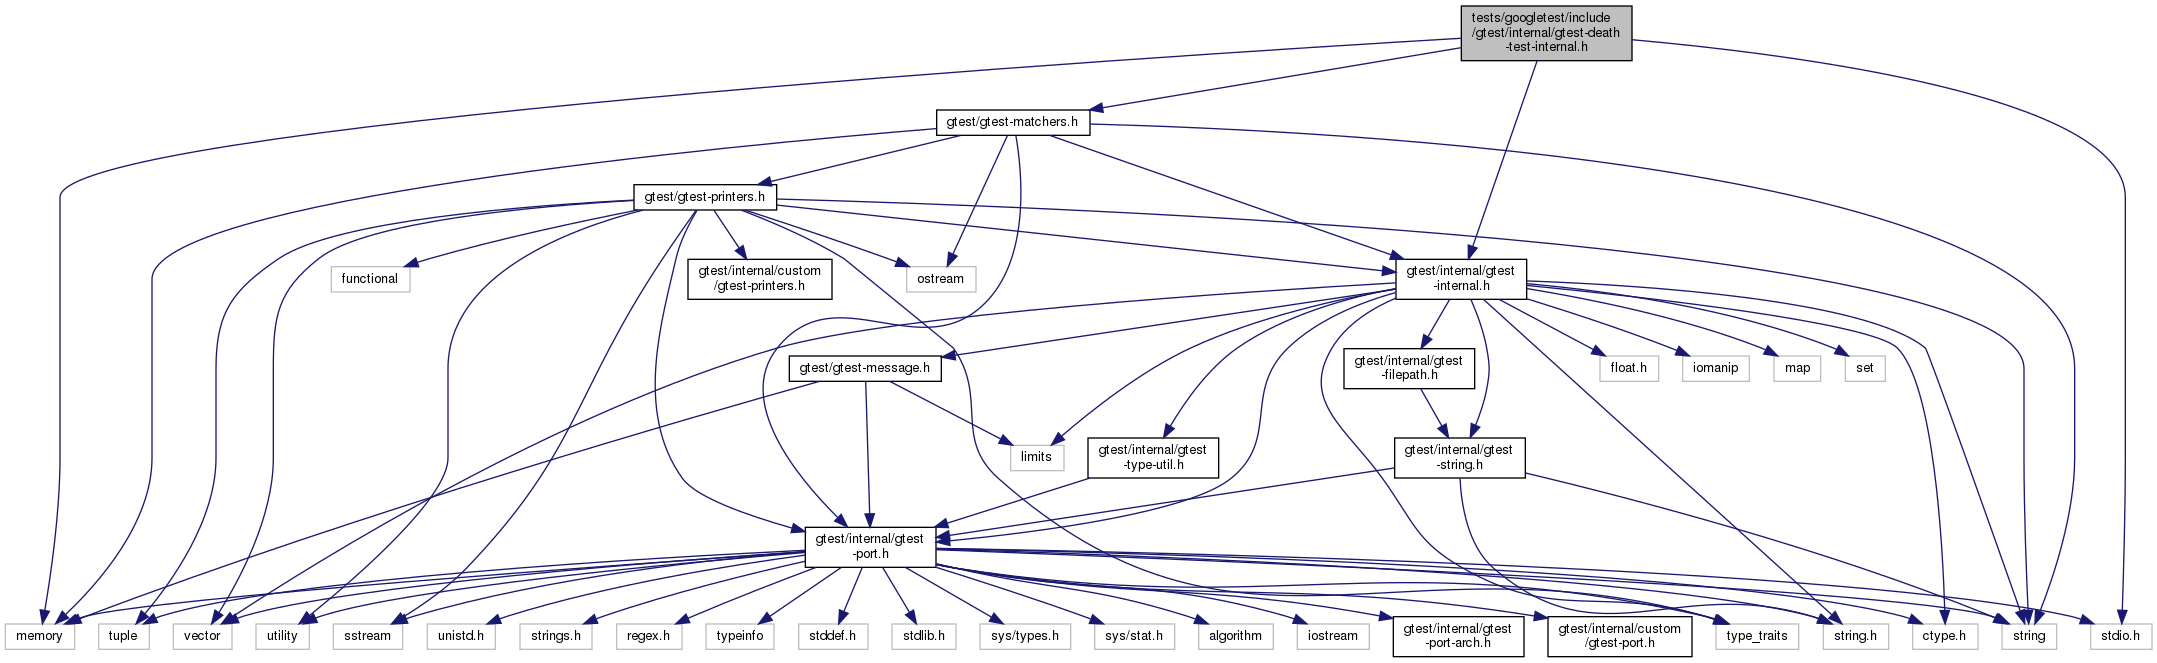 tests/googletest/include
/gtest/internal/gtest-death
-test-internal.h
gtest/gtest-matchers.h
gtest/gtest-printers.h
functional
gtest/internal/custom
/gtest-printers.h
ostream
gtest/internal/gtest
-internal.h
gtest/gtest-message.h
gtest/internal/gtest
-filepath.h
float.h
iomanip
map
set
limits
gtest/internal/gtest
-type-util.h
gtest/internal/gtest
-string.h
gtest/internal/gtest
-port.h
memory
tuple
vector
utility
sstream
unistd.h
strings.h
regex.h
typeinfo
stddef.h
stdlib.h
sys/types.h
sys/stat.h
algorithm
iostream
gtest/internal/gtest
-port-arch.h
gtest/internal/custom
/gtest-port.h
type_traits
string.h
ctype.h
string
stdio.h